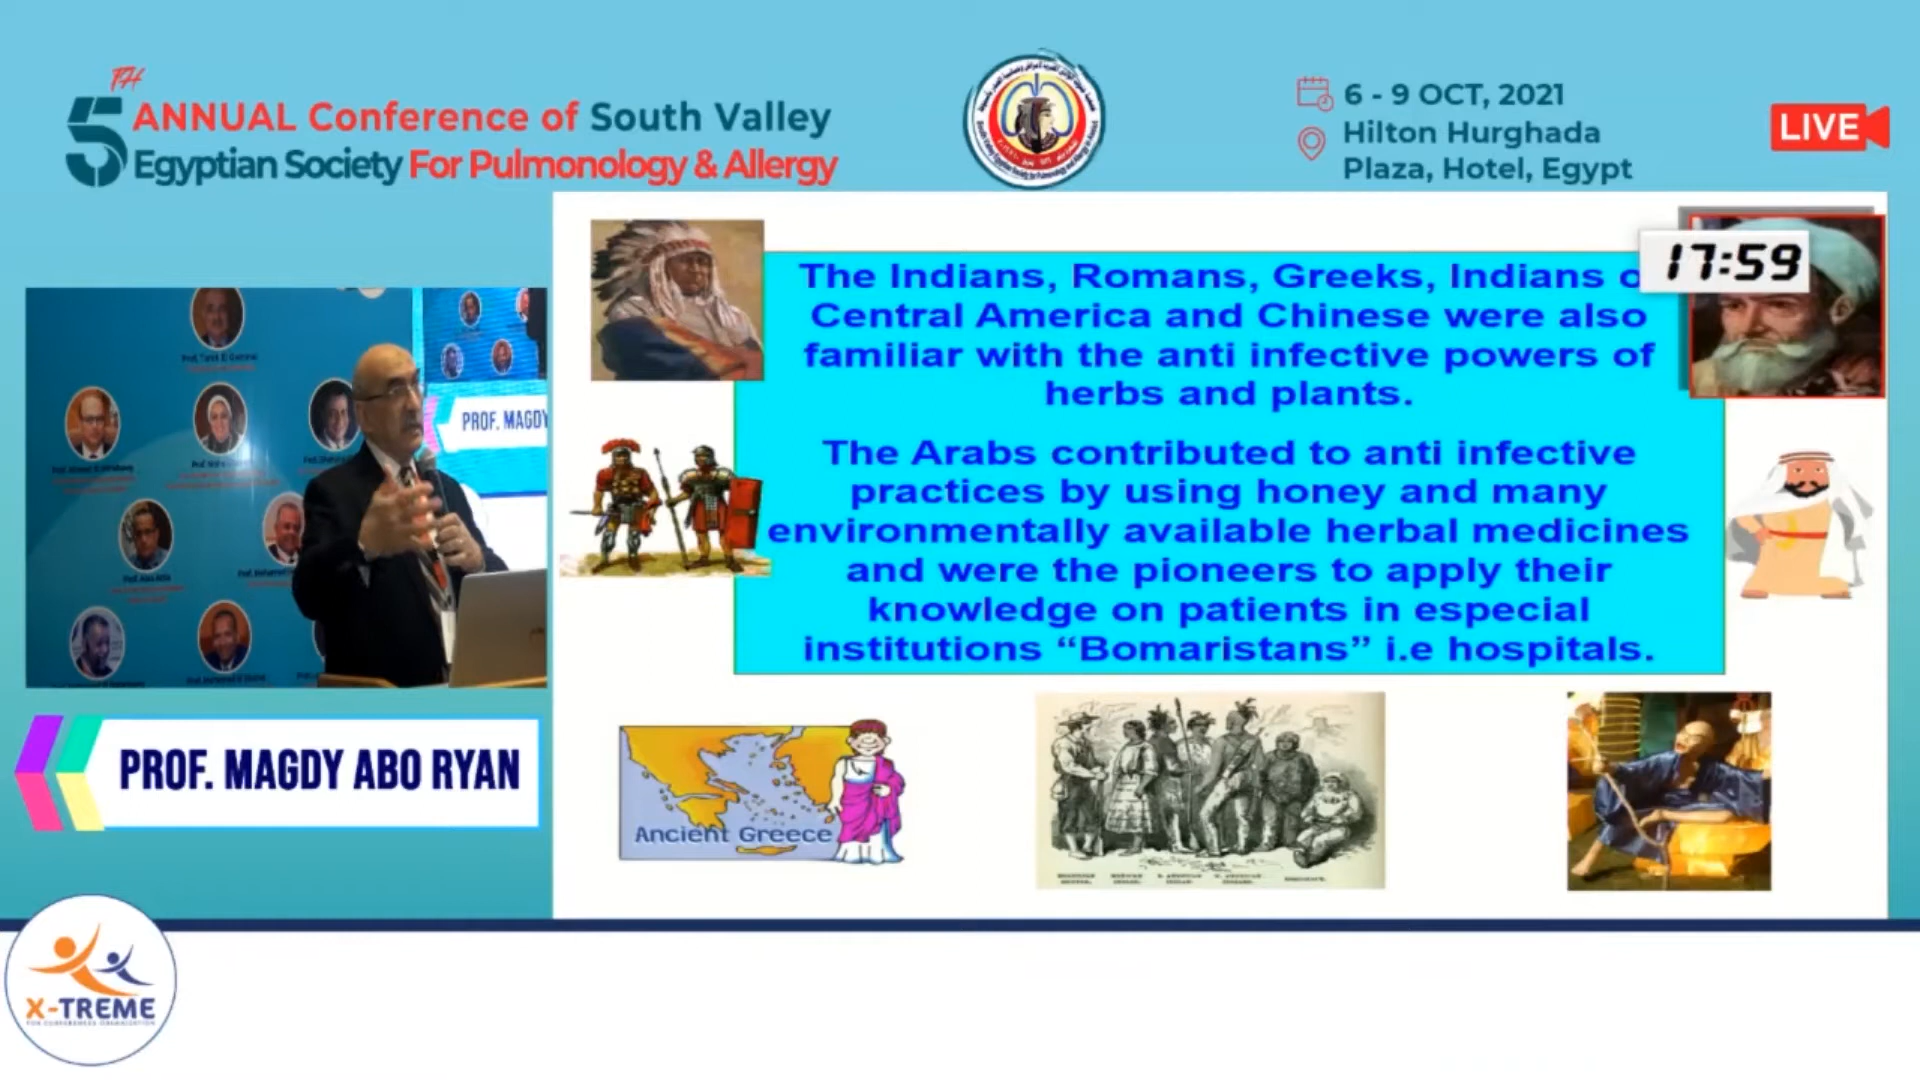 TH
5 ANNUAL Conference of South Valley
Egyptian Society For Pulmonology & Allergy
6 - 9 OCT, 2021
Hilton Hurghada
Plaza, Hotel, Egypt
LIVE
17:59
The Indians, Romans, Greeks, Indians
Central America and Chinese were also
familiar with the anti infective powers of
herbs and plants.
The Arabs contributed to anti infective
practices by using honey and many
environmentally available herbal medicines
and were the pioneers to apply their
knowledge on patients in especial
institutions “Bomaristans” i.e hospitals.
PROF. MAGDY
PROF. MAGDY ABO RYAN
Ancient Greece
X-TREME
FOR CONFERENCES ORGANIZATION